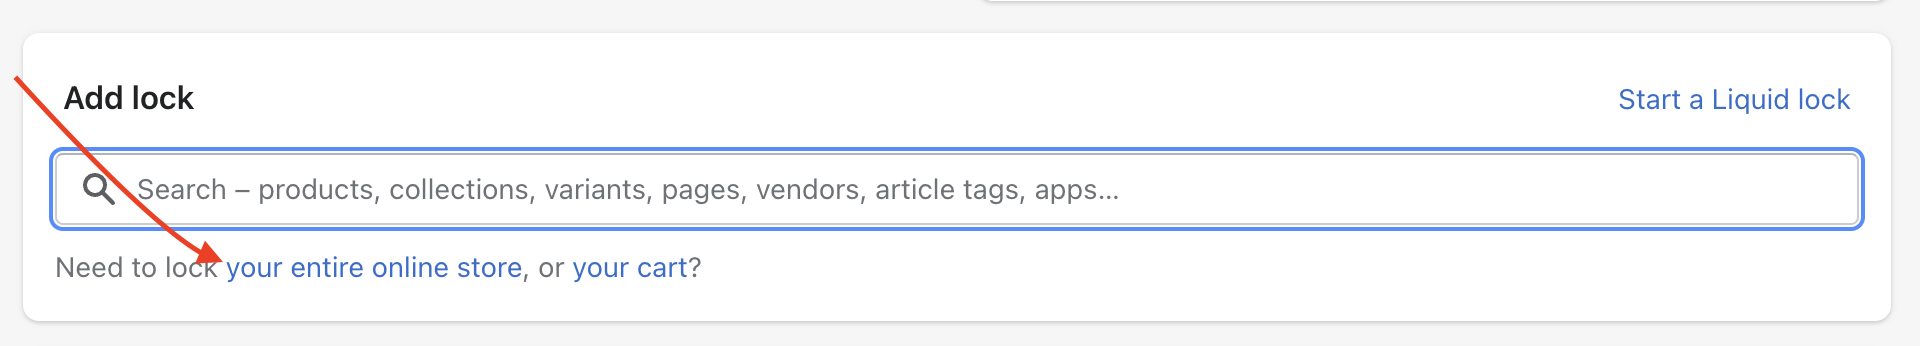 Add lock
Start a Liquid lock
Search – products, collections, variants, pages, vendors, article tags, apps...
Need to lock your entire online store, or your cart?